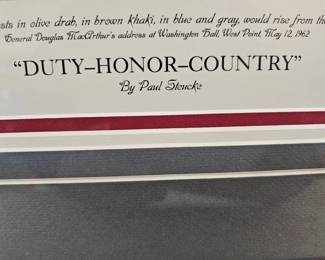 sts in olive drab, in brown khaki, in blue and gray, would rise from the
General Douglas MacArthur's address at Washington Hall, West Point, May 12, 1962
“DUTY–HONOR–COUNTRY”
By Paul Steucke